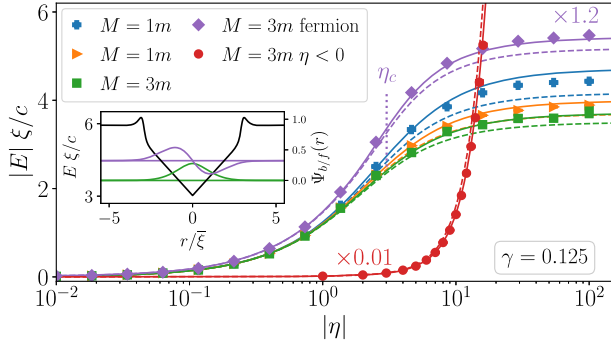 M = 1m
M = 1m
M = 3m
M = 3m fermion
M = 3m η < 0
×1.2
η_c
|E| ξ/c
6
4
2
0
6
3
E ξ/c
1.0
0.5
0.0
Ψ_{b/f}(r)
−5
0
5
r/ξ̅
×0.01
γ = 0.125
10^{−2}
10^{−1}
10^{0}
10^{1}
10^{2}
|η|